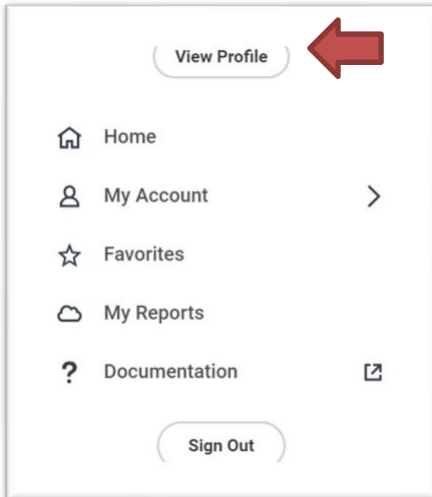 View Profile
Home
My Account
Favorites
My Reports
Documentation
Sign Out